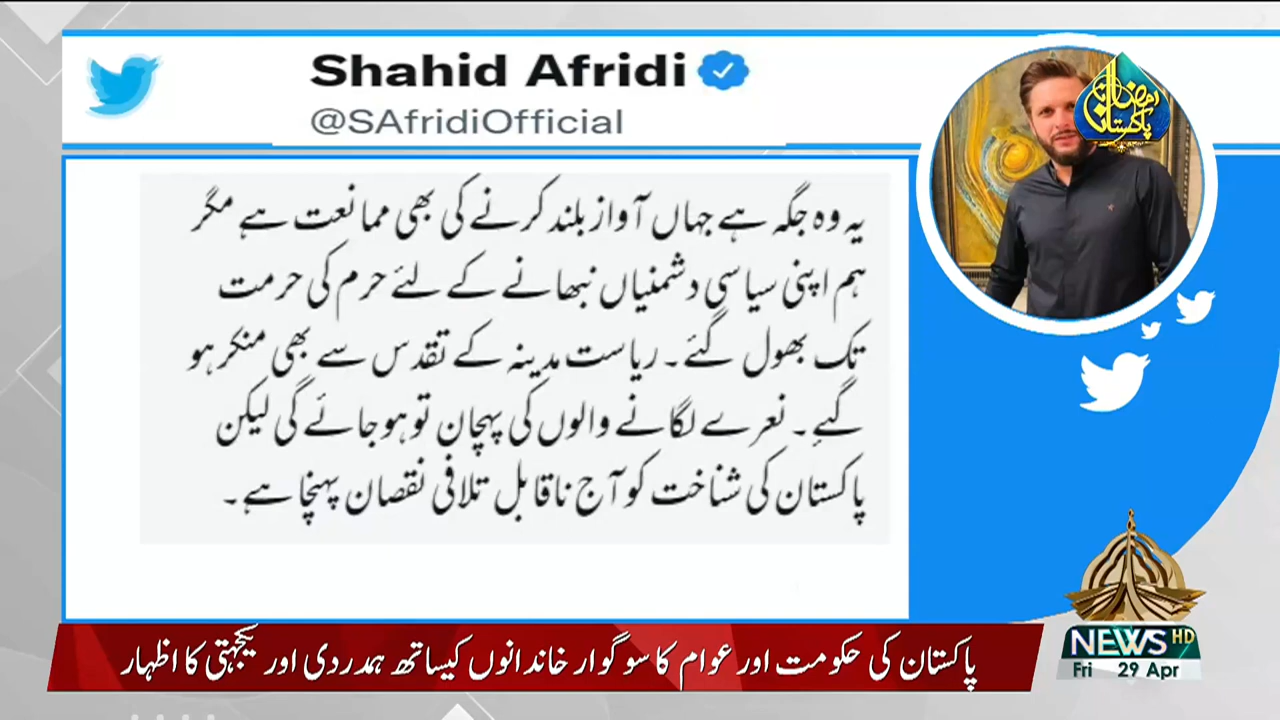 Shahid Afridi
@SAfridiOfficial
یہ وہ جگہ ہے جہاں آواز بلند کرنے کی بھی ممانعت ہے مگر
ہم اپنی سیاسی دشمنیاں نبھانے کے لئے حرم کی حرمت
تک بھول گئے۔ ریاست مدینہ کے تقدس سے بھی منکر ہو
گئے۔ نعرے لگانے والوں کی پہچان تو ہو جائے گی لیکن
پاکستان کی شناخت کو آج ناقابل تلافی نقصان پہنچا ہے۔
پاکستان کی حکومت اور عوام کا سوگوار خاندانوں کیساتھ ہمدردی اور یکجہتی کا اظہار
NEWS HD
Fri 29 Apr